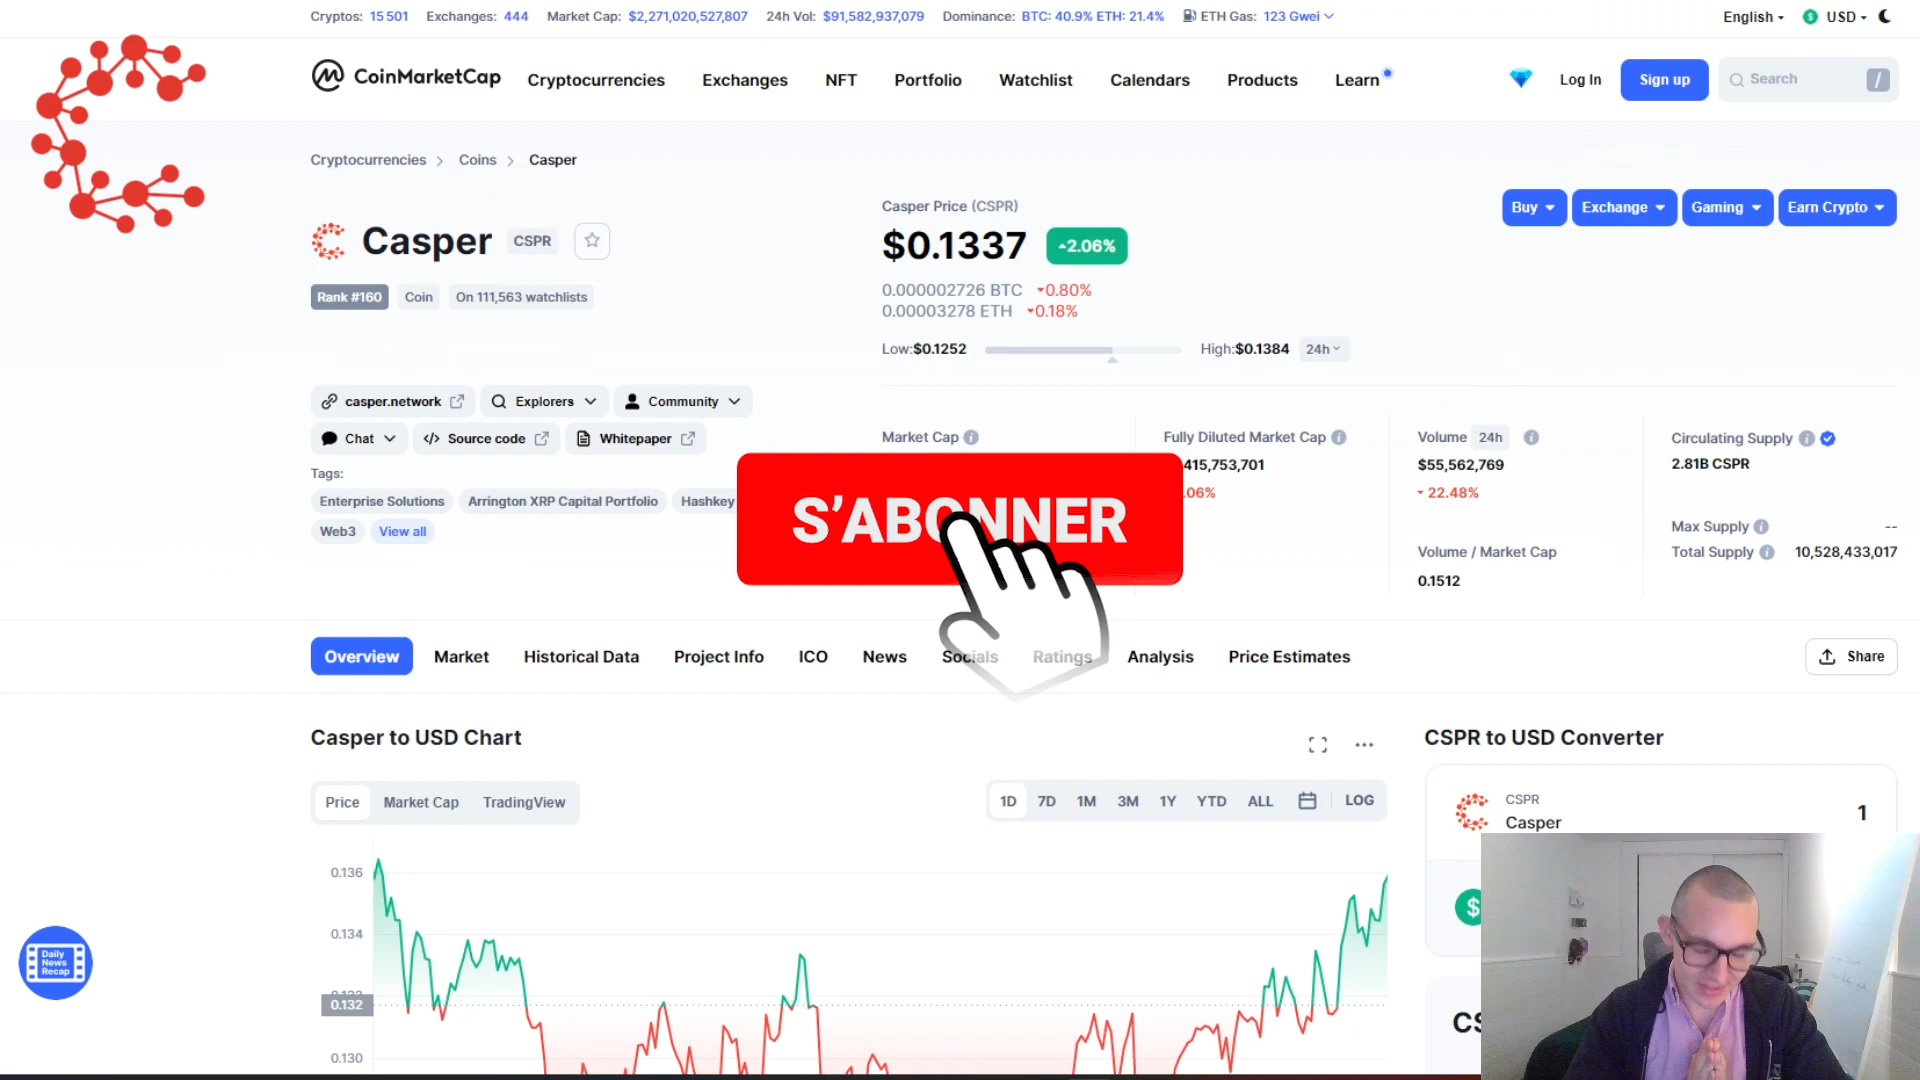 Cryptos: 15 501 Exchanges: 444 Market Cap: $2,271,020,527,807 24h Vol: $91,582,937,079 Dominance: BTC: 40.9% ETH: 21.4% ETH Gas: 123 Gwei
English USD
CoinMarketCap Cryptocurrencies Exchanges NFT Portfolio Watchlist Calendars Products Learn
Log In Sign up Search /
Cryptocurrencies > Coins > Casper
Casper CSPR
Rank #160 Coin On 111,563 watchlists
Casper Price (CSPR)
$0.1337 2.06%
0.000002726 BTC 0.80%
0.00003278 ETH 0.18%
Low:$0.1252 High:$0.1384 24h
Buy Exchange Gaming Earn Crypto
casper.network Explorers Community
Chat Source code Whitepaper
Tags:
Enterprise Solutions Arrington XRP Capital Portfolio Hashkey
Web3 View all
Market Cap
Fully Diluted Market Cap
415,753,701
.06%
Volume 24h
$55,562,769
22.48%
Volume / Market Cap
0.1512
Circulating Supply
2.81B CSPR
Max Supply --
Total Supply 10,528,433,017
S'ABONNER
Overview Market Historical Data Project Info ICO News Socials Ratings Analysis Price Estimates
Share
Casper to USD Chart
Price Market Cap TradingView
1D 7D 1M 3M 1Y YTD ALL LOG
0.136
0.134
0.132
0.130
CSPR to USD Converter
CSPR
Casper
1
$
Daily
News
Recap